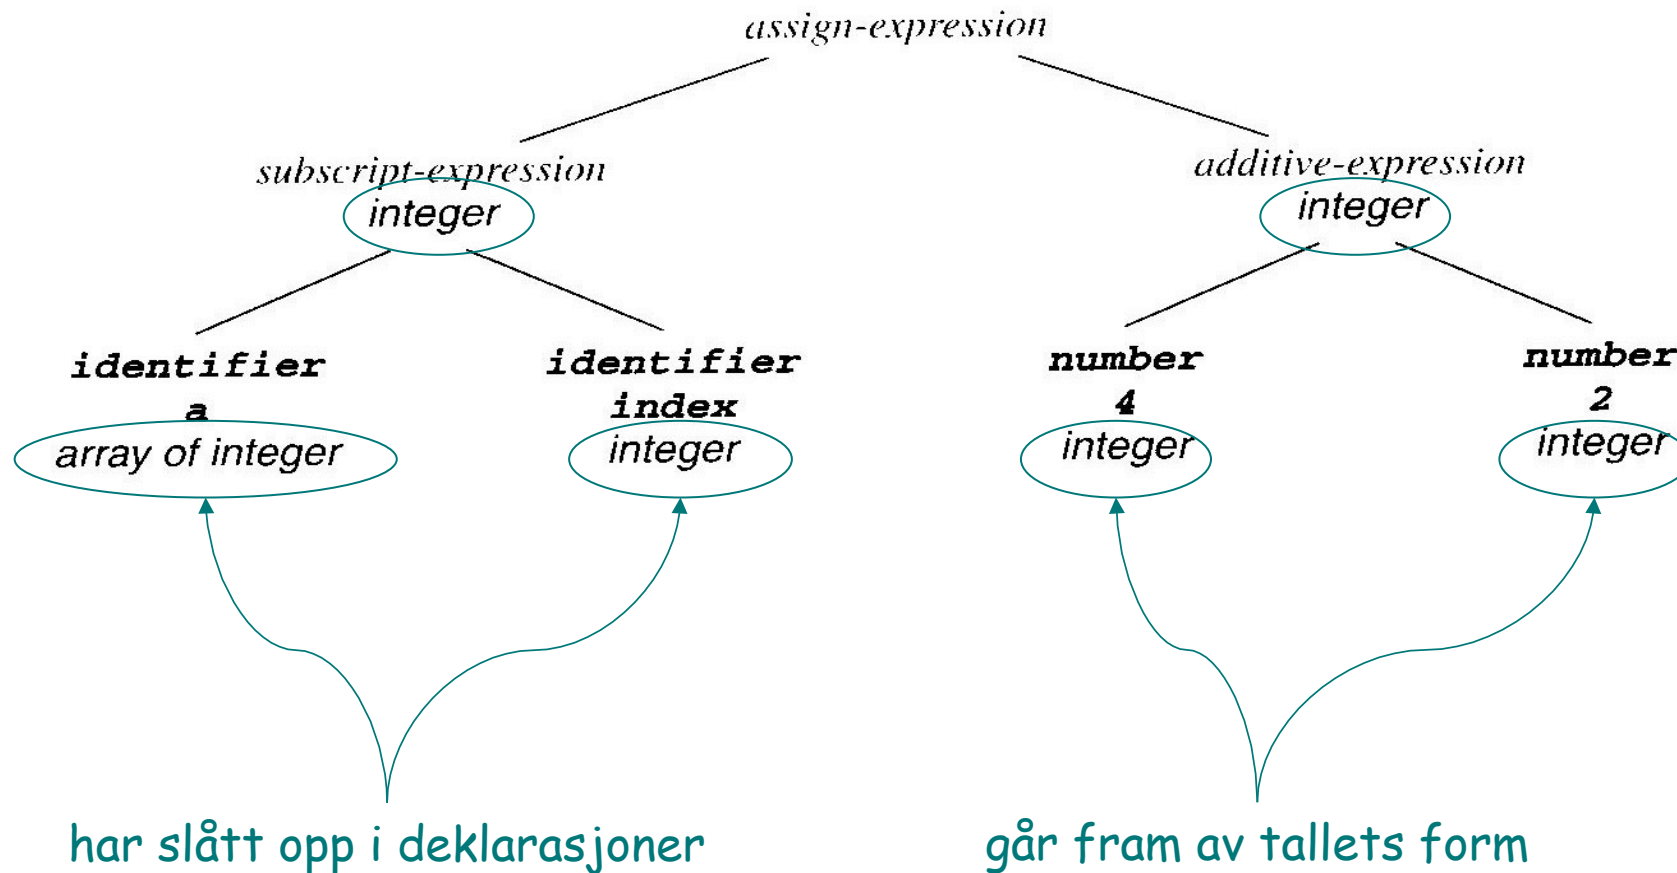 assign-expression
subscript-expression
integer
additive-expression
integer
identifier
a
array of integer
identifier
index
integer
number
4
integer
number
2
integer
har slått opp i deklarasjoner
går fram av tallets form